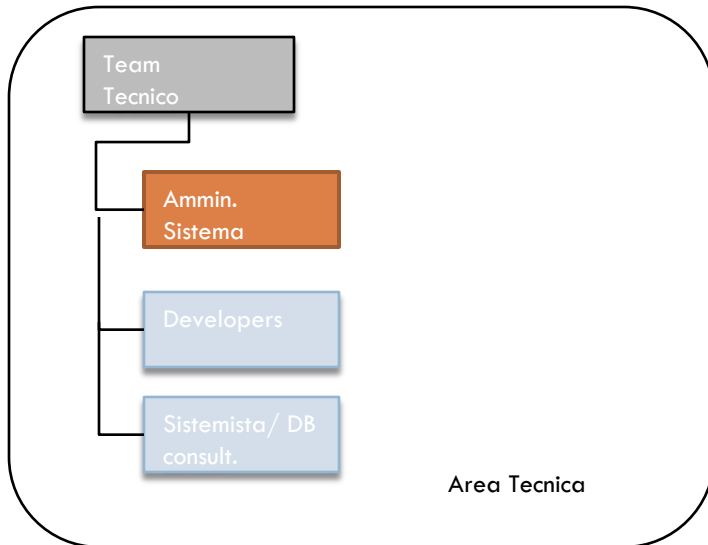 Team
Tecnico
Ammin.
Sistema
Developers
Sistemista/ DB
consult.
Area Tecnica